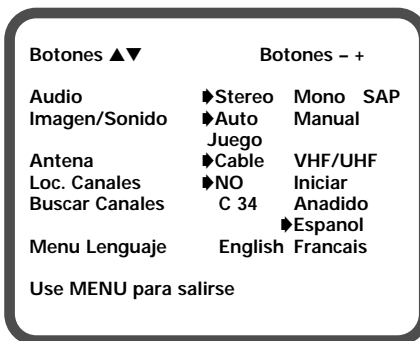 Botones ▲▼ Botones – +
Audio ➧Stereo Mono SAP
Imagen/Sonido ➧Auto Manual
Juego
Antena ➧Cable VHF/UHF
Loc. Canales ➧NO Iniciar
Buscar Canales C 34 Anadido
➧Espanol
Menu Lenguaje English Francais
Use MENU para salirse